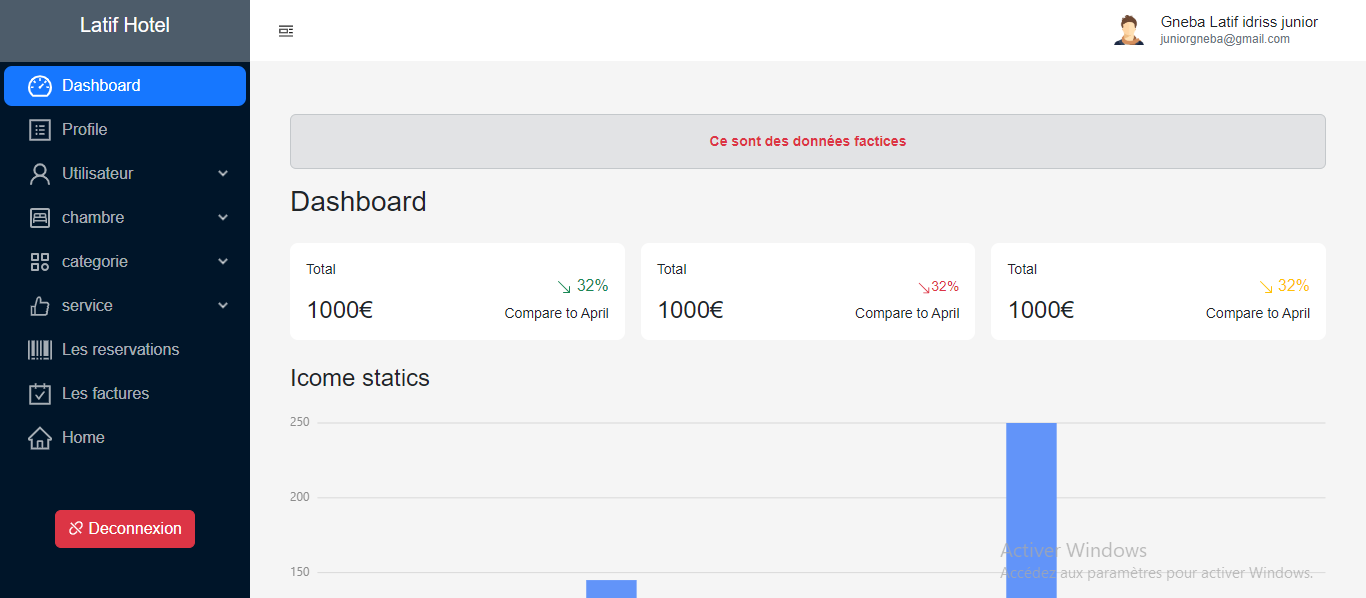 Latif Hotel
Gneba Latif idriss junior
juniorgneba@gmail.com
Dashboard
Profile
Utilisateur
chambre
categorie
service
Les reservations
Les factures
Home
Deconnexion
Ce sont des données factices
Dashboard
Total
32%
1000€
Compare to April
Total
32%
1000€
Compare to April
Total
32%
1000€
Compare to April
Icome statics
250
200
150
Activer Windows
Accédez aux paramètres pour activer Windows.